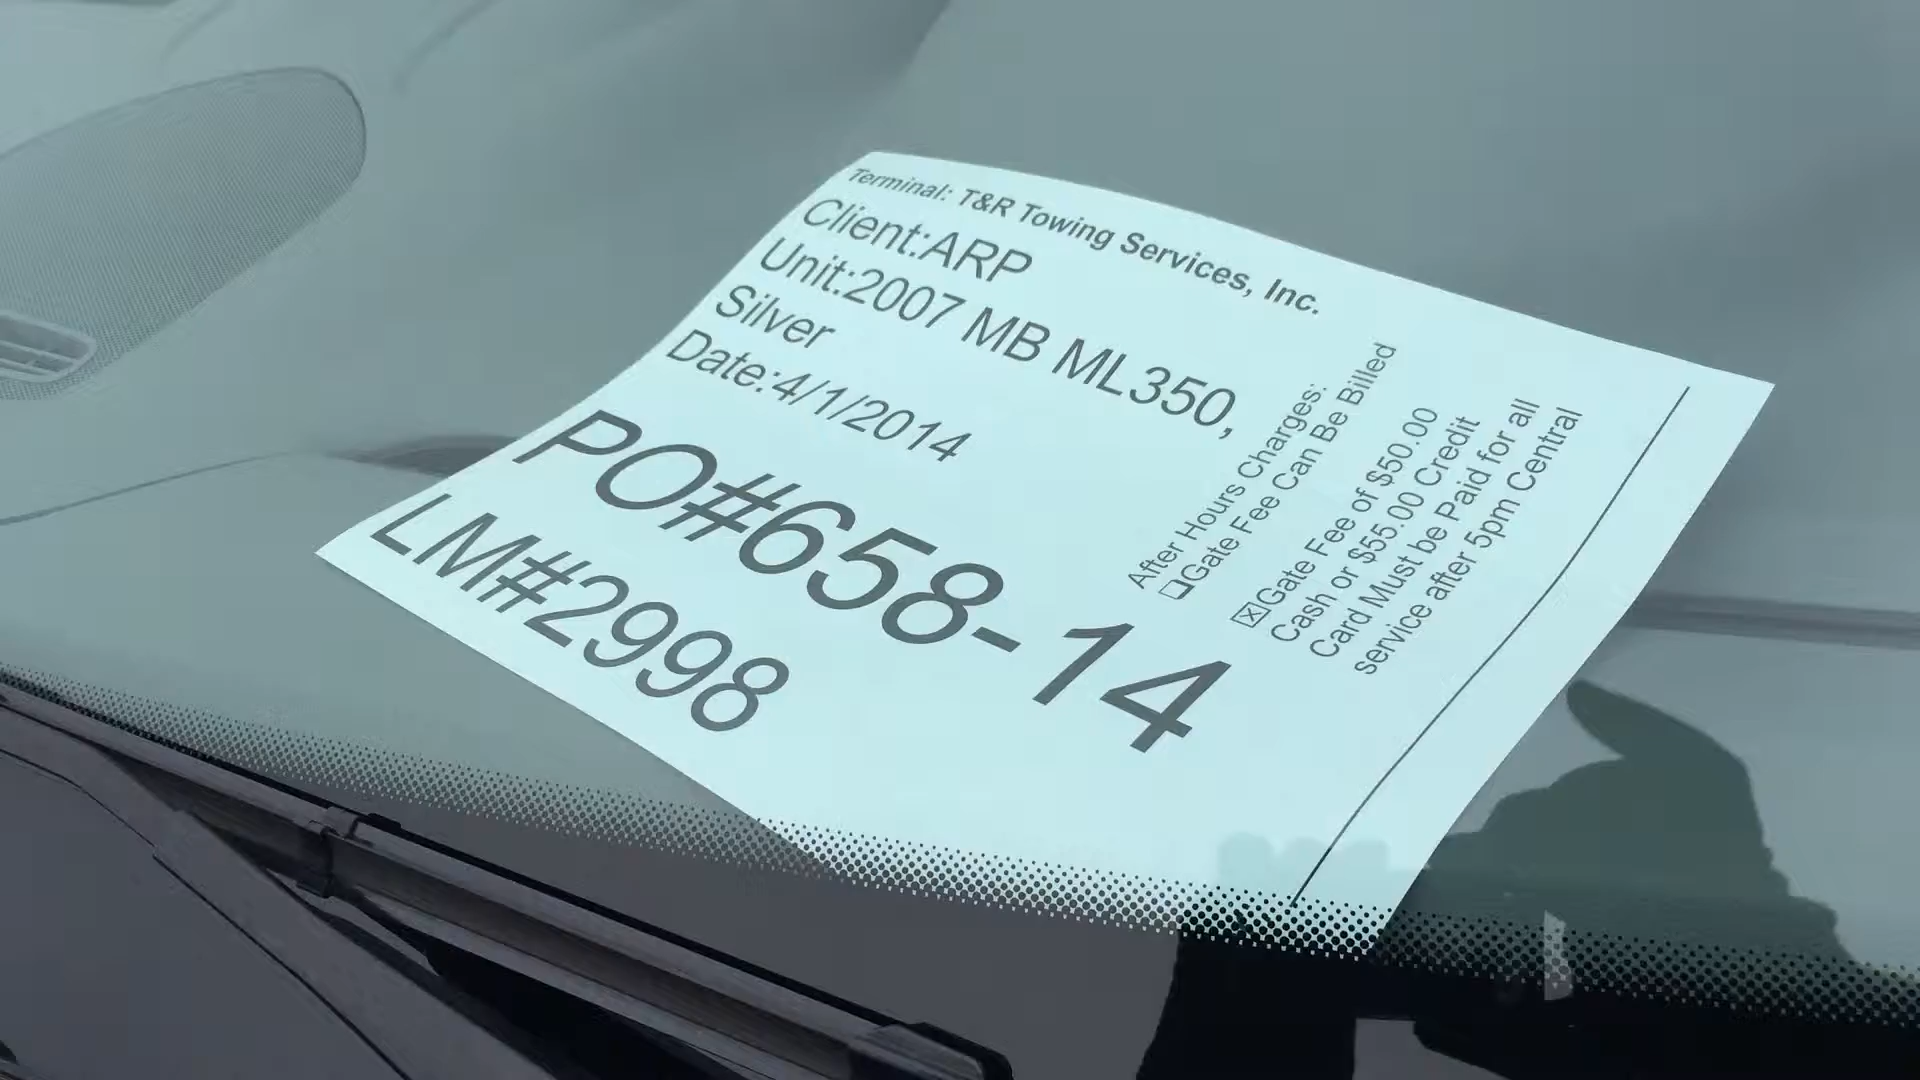 Terminal: T&R Towing Services, Inc.
Client:ARP
Unit:2007 MB ML350,
Silver
Date:4/1/2014
PO#658-14
LM#2998
After Hours Charges:
☐Gate Fee Can Be Billed
☒Gate Fee of $50.00
Cash or $55.00 Credit
Card Must be Paid for all
service after 5pm Central